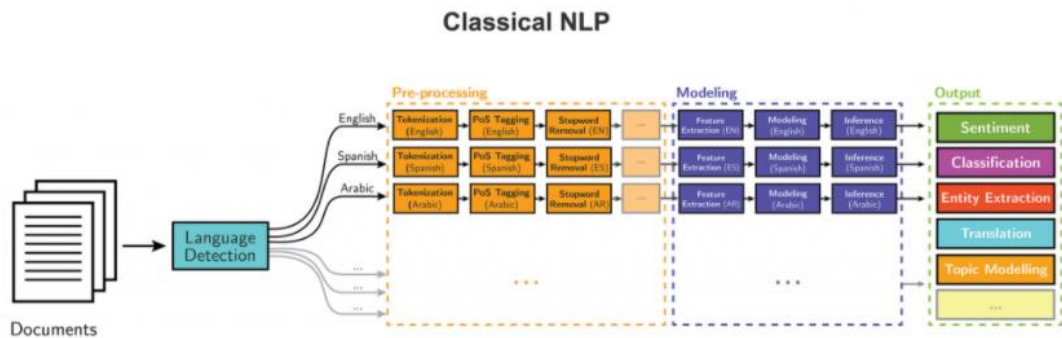 Classical NLP
Pre-processing
Modeling
Output
English
Tokenization
(English)
PoS Tagging
(English)
Stopword
Removal (EN)
...
Feature
Extraction (EN)
Modeling
(English)
Inference
(English)
Sentiment
Spanish
Tokenization
(Spanish)
PoS Tagging
(Spanish)
Stopword
Removal (ES)
...
Feature
Extraction (ES)
Modeling
(Spanish)
Inference
(Spanish)
Classification
Arabic
Tokenization
(Arabic)
PoS Tagging
(Arabic)
Stopword
Removal (AR)
...
Feature
Extraction (AR)
Modeling
(Arabic)
Inference
(Arabic)
Entity Extraction
Language
Detection
Translation
...
...
...
...
...
Topic Modelling
...
Documents